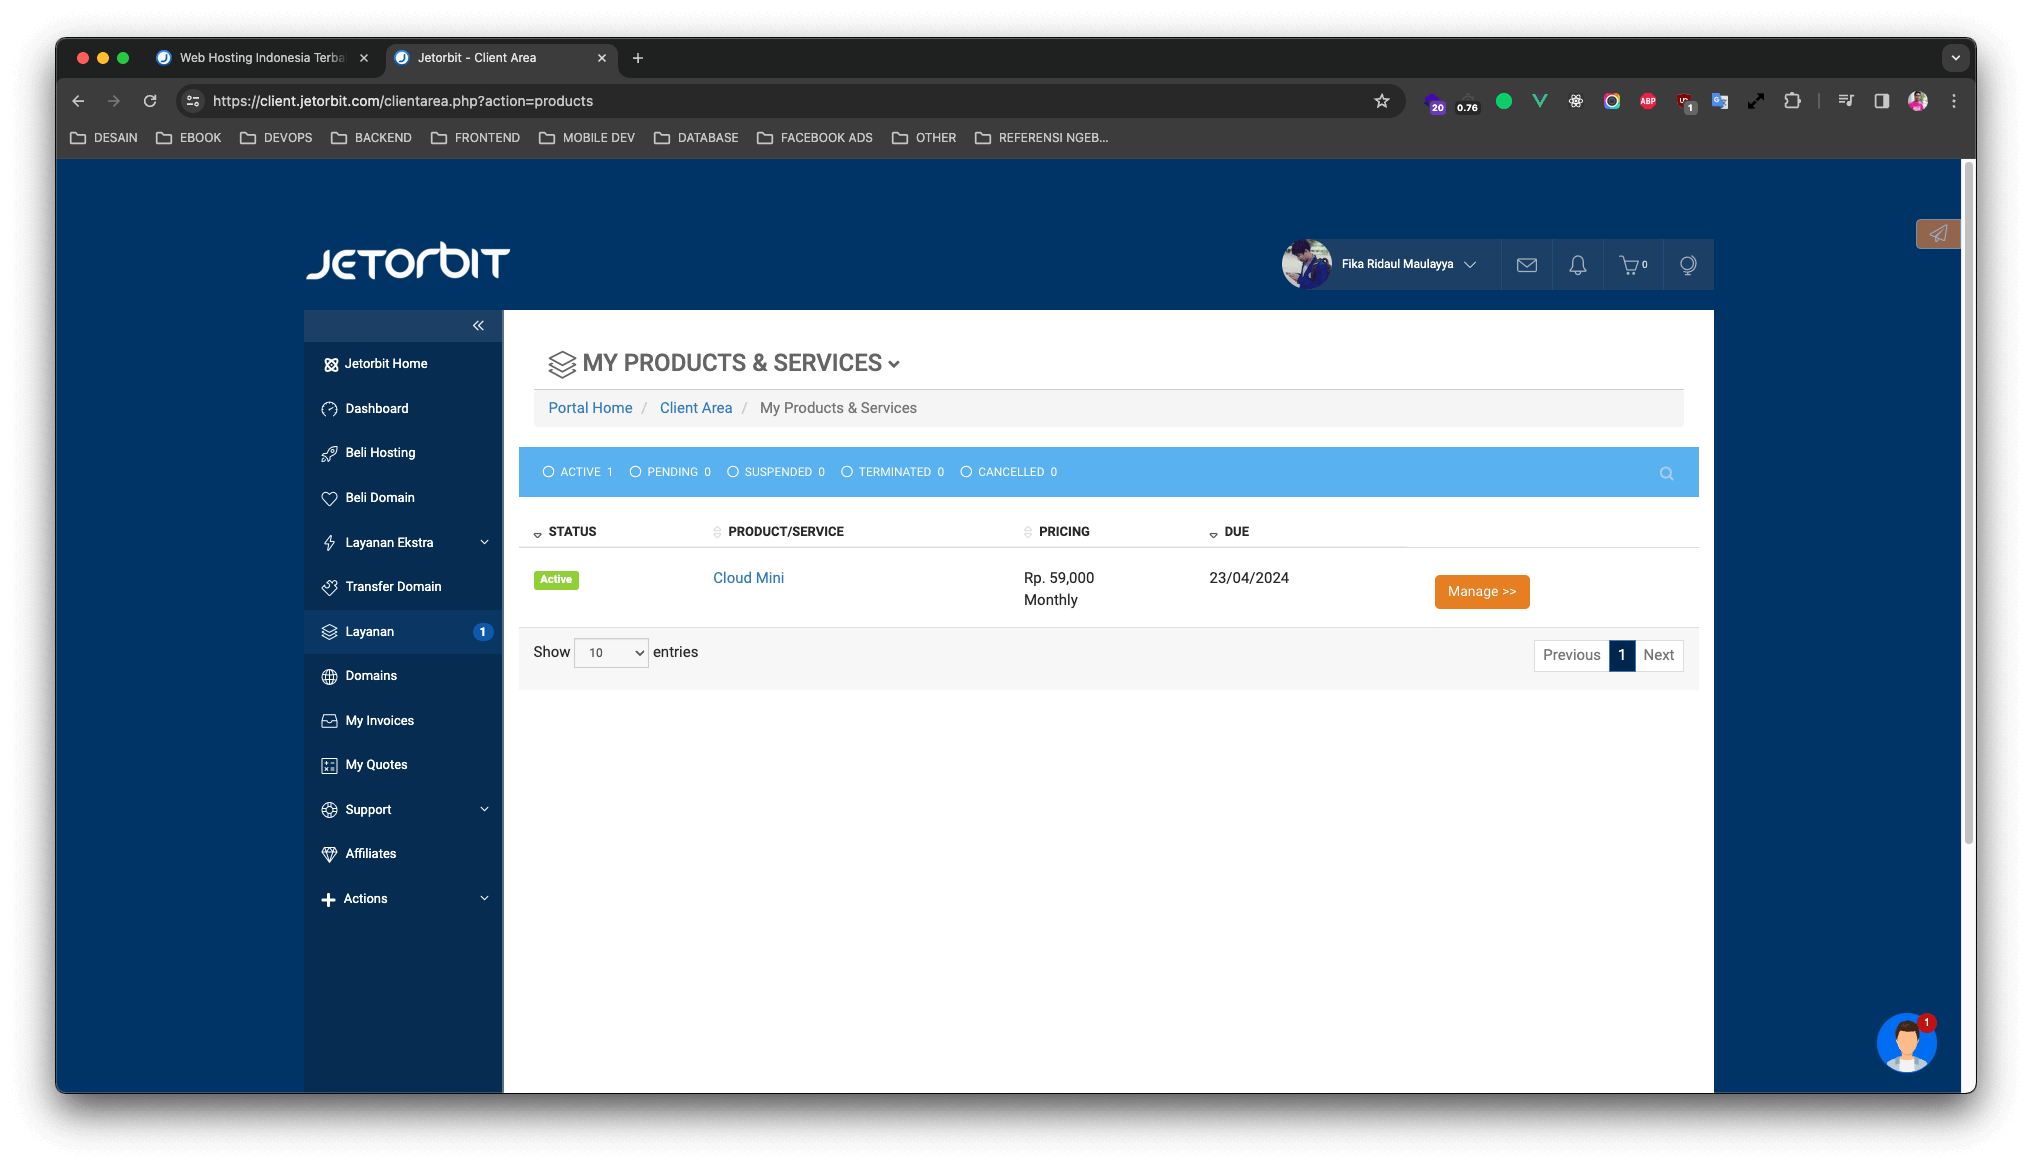 Web Hosting Indonesia Terba
Jetorbit - Client Area
https://client.jetorbit.com/clientarea.php?action=products
20
0.76
ABP
1
DESAIN
EBOOK
DEVOPS
BACKEND
FRONTEND
MOBILE DEV
DATABASE
FACEBOOK ADS
OTHER
REFERENSI NGEB...
JETORBIT
Fika Ridaul Maulayya
0
Jetorbit Home
Dashboard
Beli Hosting
Beli Domain
Layanan Ekstra
Transfer Domain
Layanan 1
Domains
My Invoices
My Quotes
Support
Affiliates
Actions
MY PRODUCTS & SERVICES
Portal Home / Client Area / My Products & Services
ACTIVE 1 PENDING 0 SUSPENDED 0 TERMINATED 0 CANCELLED 0
STATUS PRODUCT/SERVICE PRICING DUE
Active Cloud Mini Rp. 59,000 23/04/2024 Manage >>
Monthly
Show 10 entries
Previous 1 Next
1